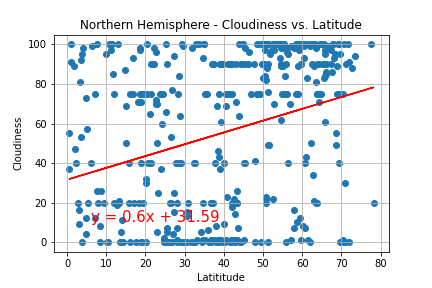 Northern Hemisphere - Cloudiness vs. Latitude
100
80
60
40
20
0
Cloudiness
y = 0.6x + 31.59
0 10 20 30 40 50 60 70 80
Latititude